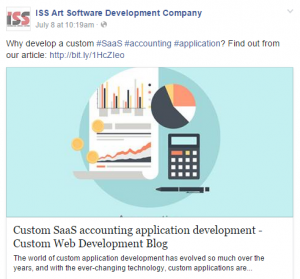 ISS
ISS Art Software Development Company
July 8 at 10:19am ·
Why develop a custom #SaaS #accounting #application? Find out from
our article: http://bit.ly/1HcZleo
Custom SaaS accounting application development -
Custom Web Development Blog
The world of custom application development has evolved so much over the
years, and with the ever-changing technology, custom applications are...